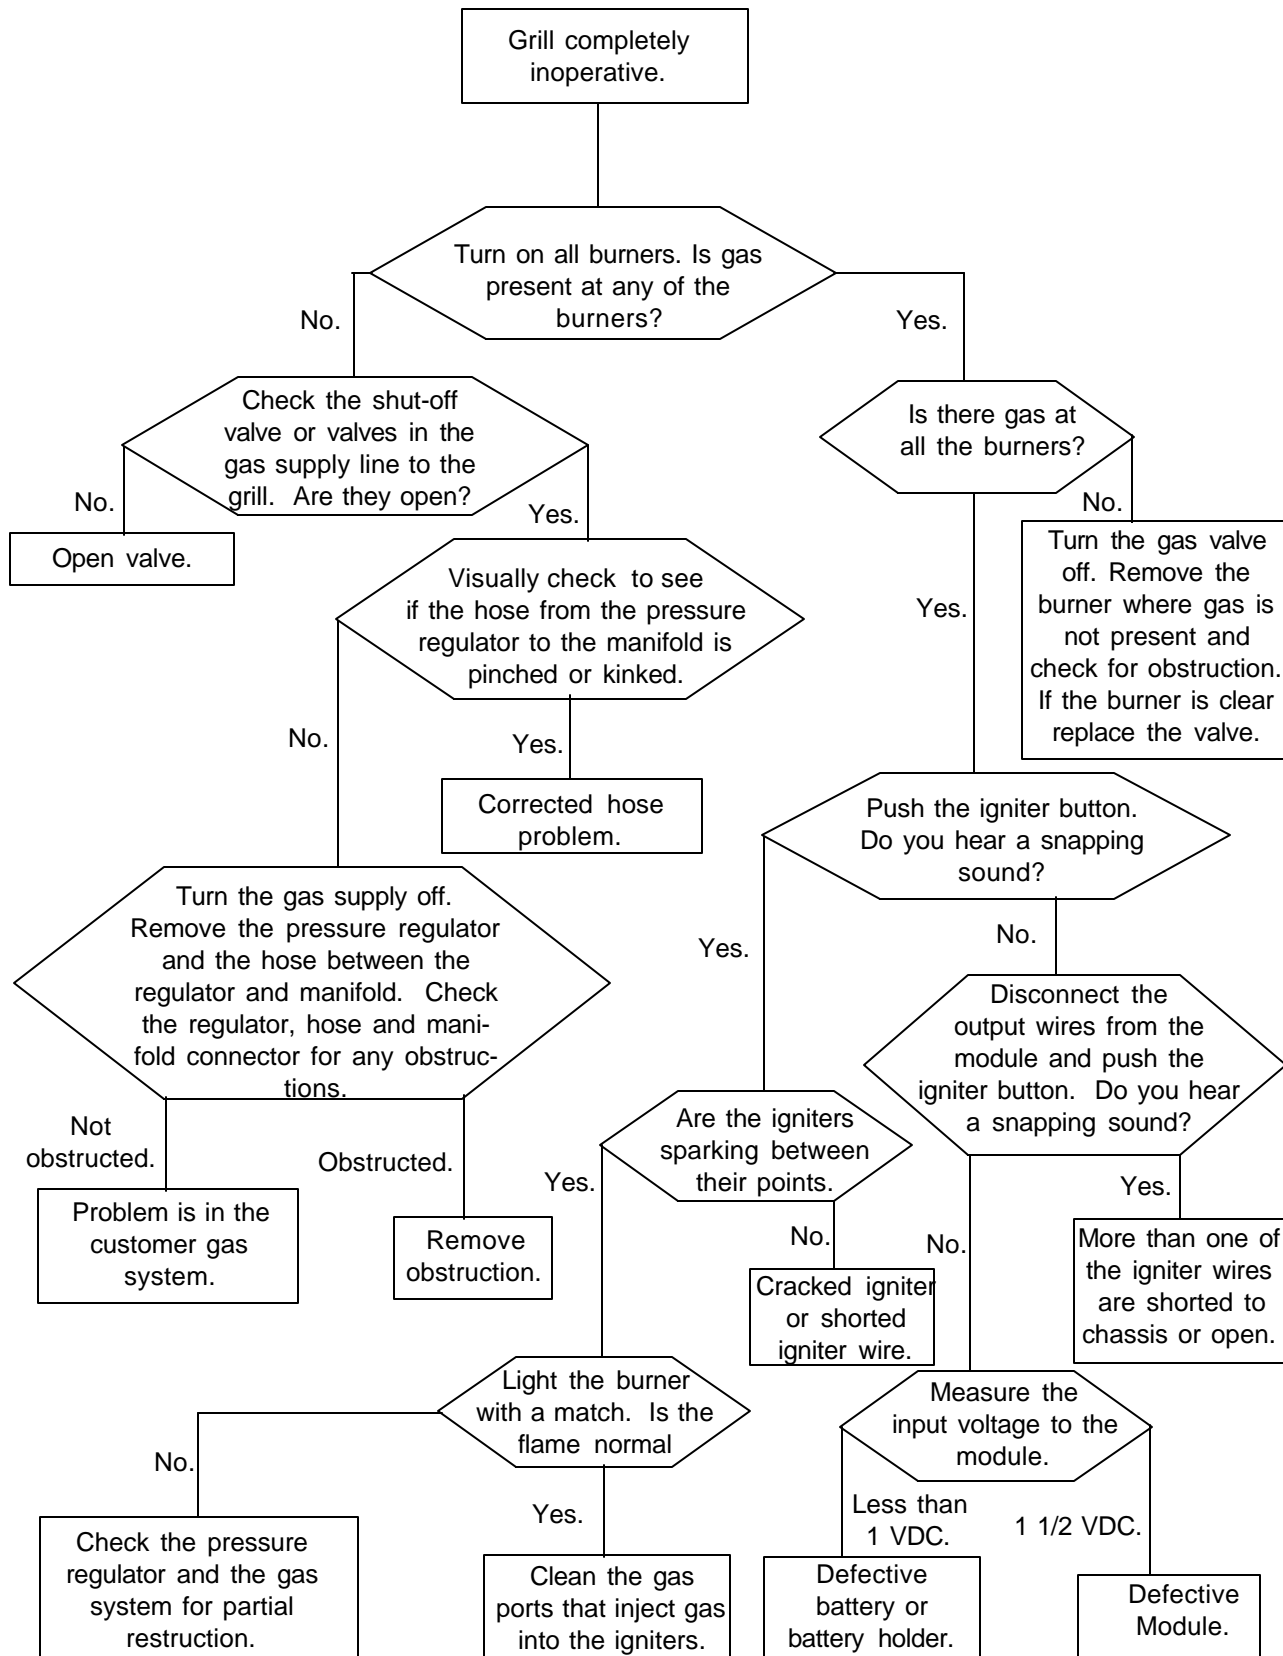 Grill completely
inoperative.
Turn on all burners. Is gas
present at any of the
burners?
No.
Yes.
Check the shut-off
valve or valves in the
gas supply line to the
grill. Are they open?
Is there gas at
all the burners?
No.
Yes.
No.
Open valve.
Visually check to see
if the hose from the pressure
regulator to the manifold is
pinched or kinked.
Yes.
Turn the gas valve
off. Remove the
burner where gas is
not present and
check for obstruction.
If the burner is clear
replace the valve.
No.
Yes.
Corrected hose
problem.
Push the igniter button.
Do you hear a snapping
sound?
Turn the gas supply off.
Remove the pressure regulator
and the hose between the
regulator and manifold. Check
the regulator, hose and mani-
fold connector for any obstruc-
tions.
Yes.
No.
Disconnect the
output wires from the
module and push the
igniter button. Do you hear
a snapping sound?
Not
obstructed.
Obstructed.
Are the igniters
sparking between
their points.
Yes.
Yes.
Problem is in the
customer gas
system.
Remove
obstruction.
No.
No.
More than one of
the igniter wires
are shorted to
chassis or open.
Cracked igniter
or shorted
igniter wire.
Light the burner
with a match. Is the
flame normal
Measure the
input voltage to the
module.
No.
Yes.
Less than
1 VDC.
1 1/2 VDC.
Check the pressure
regulator and the gas
system for partial
restruction.
Clean the gas
ports that inject gas
into the igniters.
Defective
battery or
battery holder.
Defective
Module.